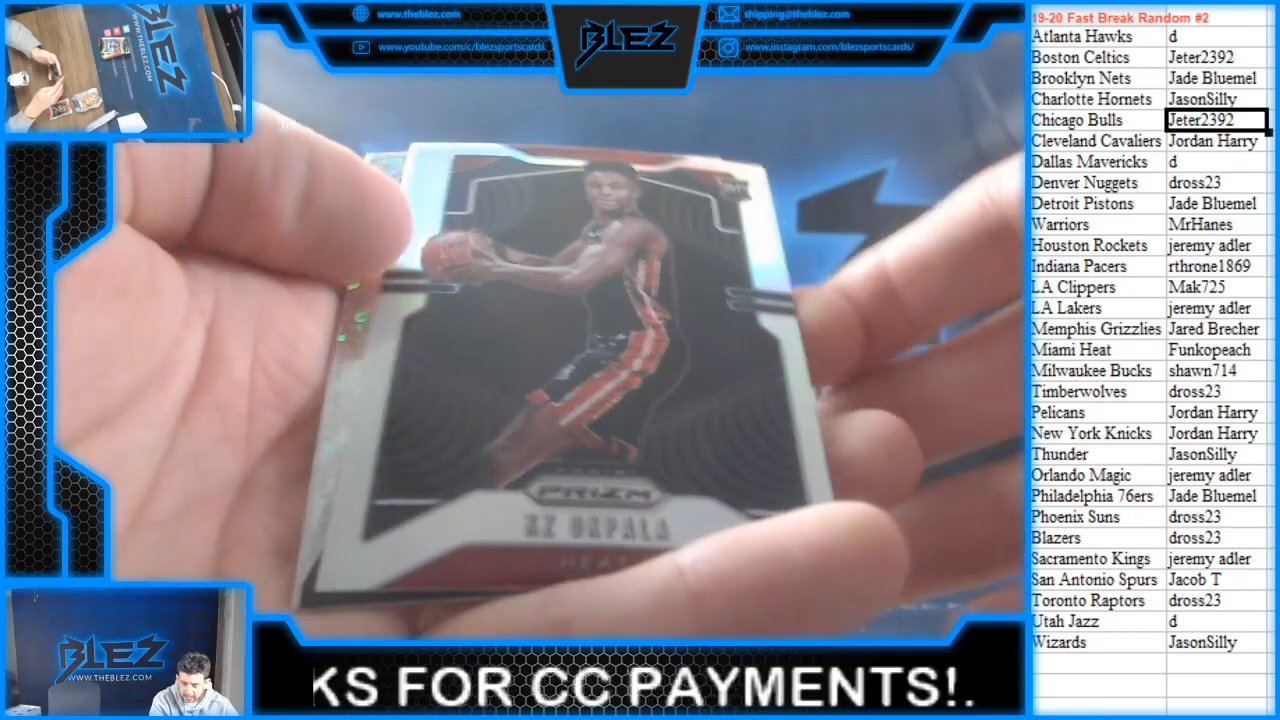 www.theblez.com
shipping@theblez.com
www.youtube.com/c/blezsportscards
www.instagram.com/blezsportscards/
BLEZ
19-20 Fast Break Random #2
Atlanta Hawks d
Boston Celtics Jeter2392
Brooklyn Nets Jade Bluemel
Charlotte Hornets JasonSilly
Chicago Bulls Jeter2392
Cleveland Cavaliers Jordan Harry
Dallas Mavericks d
Denver Nuggets dross23
Detroit Pistons Jade Bluemel
Warriors MrHanes
Houston Rockets jeremy adler
Indiana Pacers rthrone1869
LA Clippers Mak725
LA Lakers jeremy adler
Memphis Grizzlies Jared Brecher
Miami Heat Funkopeach
Milwaukee Bucks shawn714
Timberwolves dross23
Pelicans Jordan Harry
New York Knicks Jordan Harry
Thunder JasonSilly
Orlando Magic jeremy adler
Philadelphia 76ers Jade Bluemel
Phoenix Suns dross23
Blazers dross23
Sacramento Kings jeremy adler
San Antonio Spurs Jacob T
Toronto Raptors dross23
Utah Jazz d
Wizards JasonSilly
BLEZ
WWW.THEBLEZ.COM
PRIZM
KZ OKPALA
HEAT
BLEZ
WWW.THEBLEZ.COM
KS FOR CC PAYMENTS!.